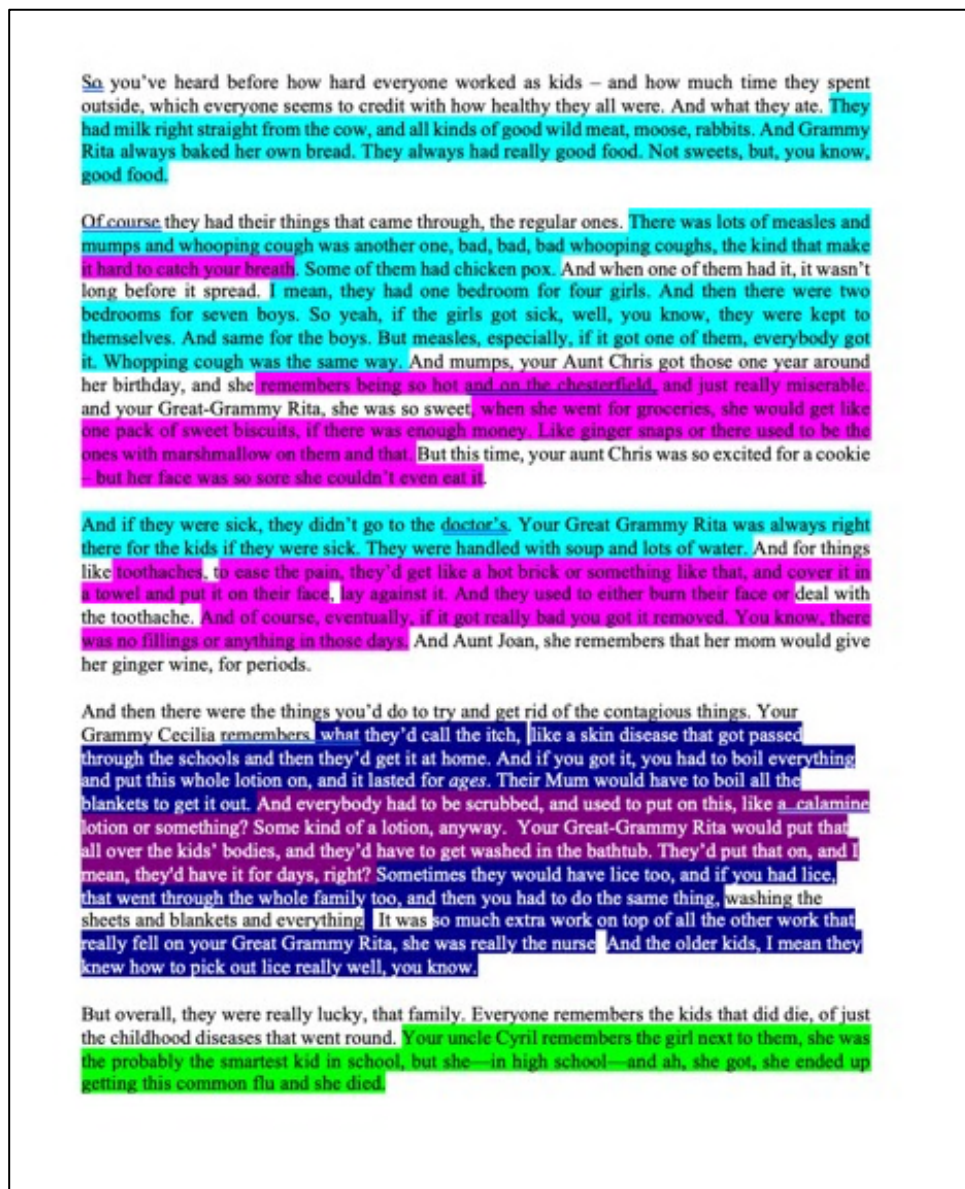 So you've heard before how hard everyone worked as kids – and how much time they spent
outside, which everyone seems to credit with how healthy they all were. And what they ate. They
had milk right straight from the cow, and all kinds of good wild meat, moose, rabbits. And Grammy
Rita always baked her own bread. They always had really good food. Not sweets, but, you know,
good food.
Of course they had their things that came through, the regular ones. There was lots of measles and
mumps and whooping cough was another one, bad, bad, bad whooping coughs, the kind that make
it hard to catch your breath. Some of them had chicken pox. And when one of them had it, it wasn't
long before it spread. I mean, they had one bedroom for four girls. And then there were two
bedrooms for seven boys. So yeah, if the girls got sick, well, you know, they were kept to
themselves. And same for the boys. But measles, especially, if it got one of them, everybody got
it. Whopping cough was the same way. And mumps, your Aunt Chris got those one year around
her birthday, and she remembers being so hot and on the chesterfield, and just really miserable.
and your Great-Grammy Rita, she was so sweet, when she went for groceries, she would get like
one pack of sweet biscuits, if there was enough money. Like ginger snaps or there used to be the
ones with marshmallow on them and that. But this time, your aunt Chris was so excited for a cookie
– but her face was so sore she couldn't even eat it.
And if they were sick, they didn't go to the doctor's. Your Great Grammy Rita was always right
there for the kids if they were sick. They were handled with soup and lots of water. And for things
like toothaches, to ease the pain, they'd get like a hot brick or something like that, and cover it in
a towel and put it on their face, lay against it. And they used to either burn their face or deal with
the toothache. And of course, eventually, if it got really bad you got it removed. You know, there
was no fillings or anything in those days. And Aunt Joan, she remembers that her mom would give
her ginger wine, for periods.
And then there were the things you'd do to try and get rid of the contagious things. Your
Grammy Cecilia remembers, what they'd call the itch, like a skin disease that got passed
through the schools and then they'd get it at home. And if you got it, you had to boil everything
and put this whole lotion on, and it lasted for ages. Their Mum would have to boil all the
blankets to get it out. And everybody had to be scrubbed, and used to put on this, like a calamine
lotion or something? Some kind of a lotion, anyway. Your Great-Grammy Rita would put that
all over the kids' bodies, and they'd have to get washed in the bathtub. They'd put that on, and I
mean, they'd have it for days, right? Sometimes they would have lice too, and if you had lice,
that went through the whole family too, and then you had to do the same thing, washing the
sheets and blankets and everything It was so much extra work on top of all the other work that
really fell on your Great Grammy Rita, she was really the nurse And the older kids, I mean they
knew how to pick out lice really well, you know.
But overall, they were really lucky, that family. Everyone remembers the kids that did die, of just
the childhood diseases that went round. Your uncle Cyril remembers the girl next to them, she was
the probably the smartest kid in school, but she—in high school—and ah, she got, she ended up
getting this common flu and she died.